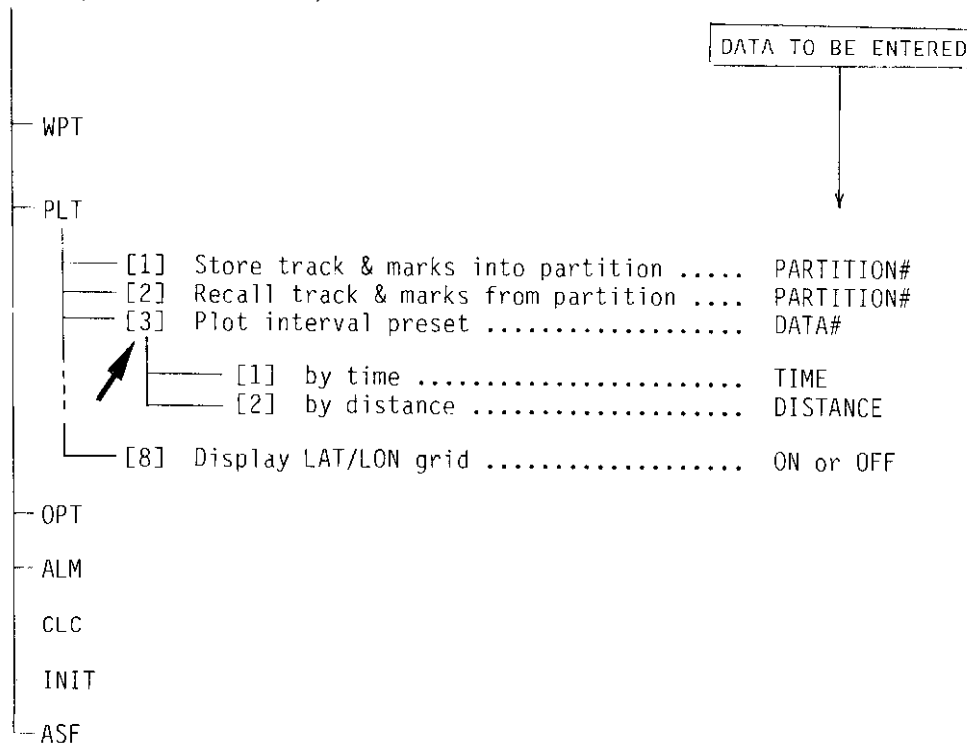 DATA TO BE ENTERED
WPT
PLT
[1] Store track & marks into partition ..... PARTITION#
[2] Recall track & marks from partition .... PARTITION#
[3] Plot interval preset ................... DATA#
[1] by time ....................... TIME
[2] by distance ................... DISTANCE
[8] Display LAT/LON grid ................... ON or OFF
OPT
ALM
CLC
INIT
ASF